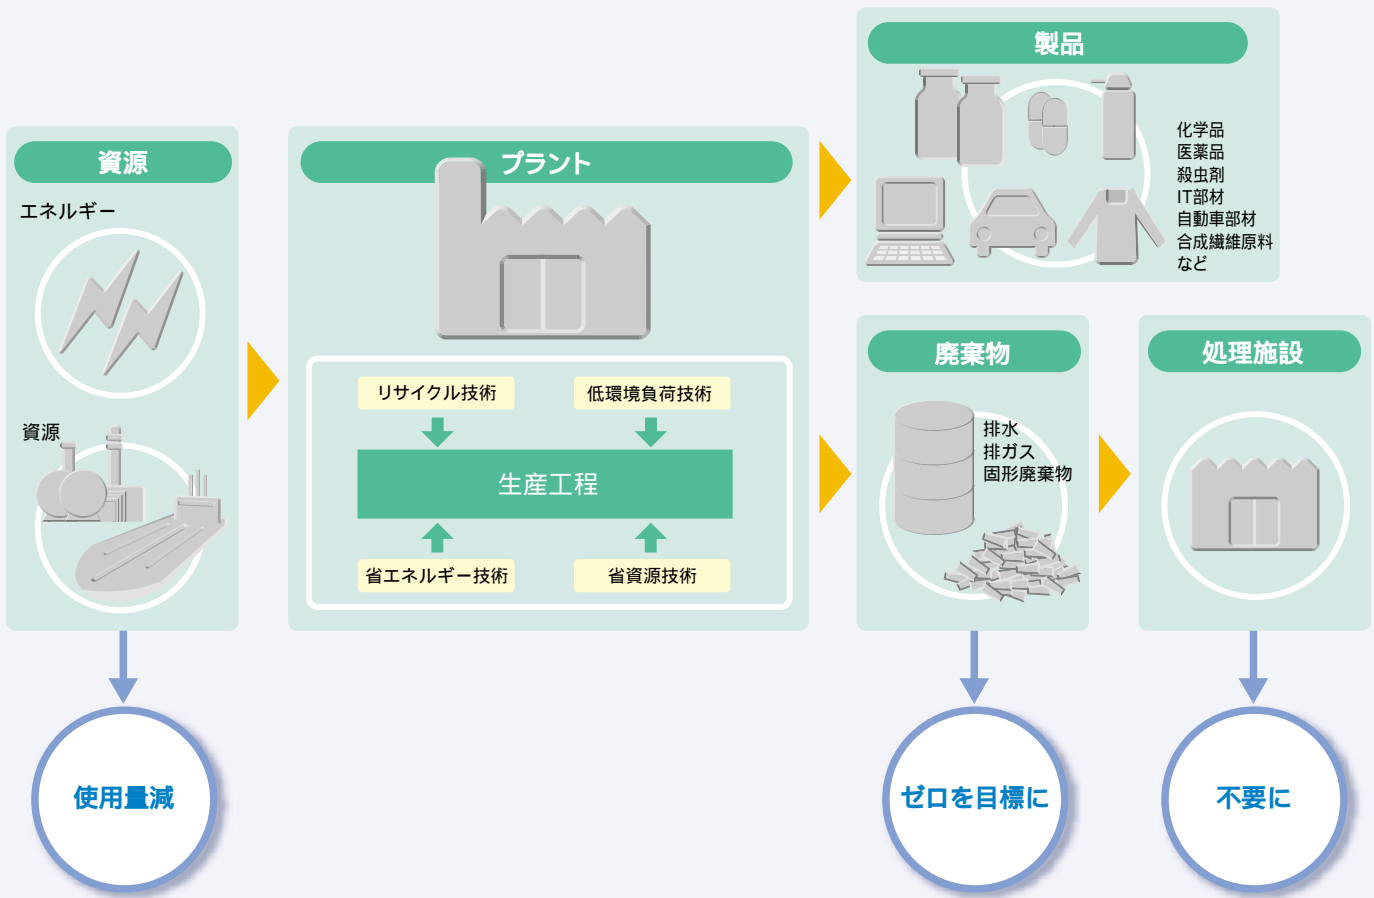 資源
エネルギー
資源
使用量減
プラント
リサイクル技術
低環境負荷技術
生産工程
省エネルギー技術
省資源技術
製品
化学品
医薬品
殺虫剤
IT部材
自動車部材
合成繊維原料
など
廃棄物
排水
排ガス
固形廃棄物
ゼロを目標に
処理施設
不要に